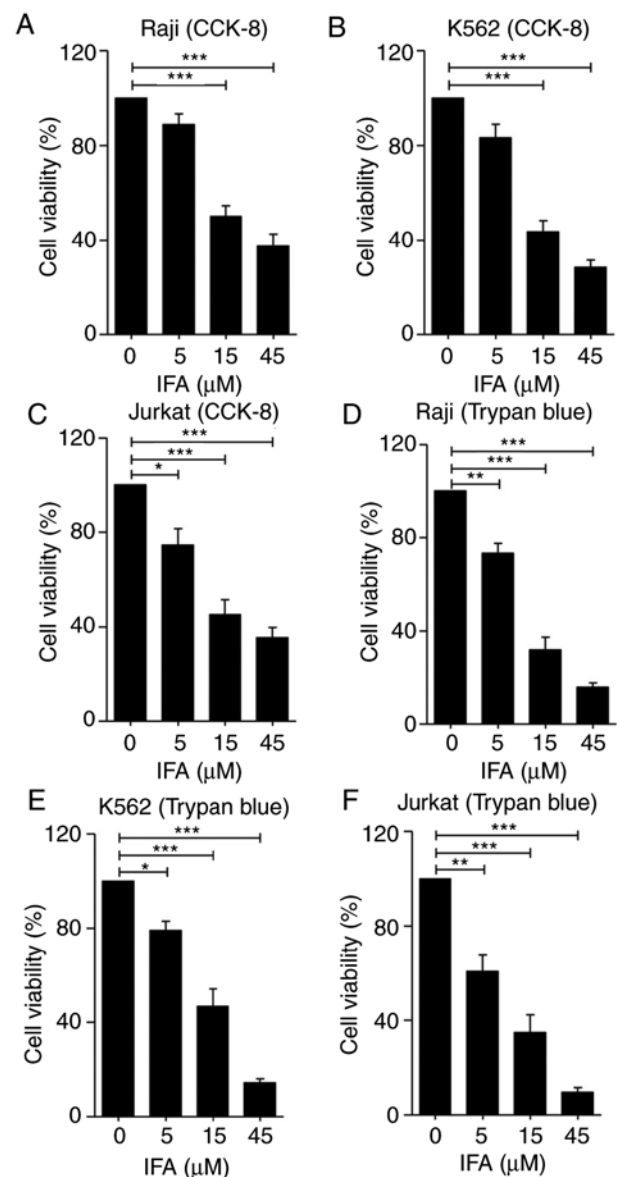 A
Raji (CCK-8)
120
***
***
80
40
0
Cell viability (%)
0 5 15 45
IFA (μM)
B
K562 (CCK-8)
120
***
***
80
40
0
Cell viability (%)
0 5 15 45
IFA (μM)
C
Jurkat (CCK-8)
120
***
***
*
80
40
0
Cell viability (%)
0 5 15 45
IFA (μM)
D
Raji (Trypan blue)
120
***
***
**
80
40
0
Cell viability (%)
0 5 15 45
IFA (μM)
E
K562 (Trypan blue)
120
***
***
*
80
40
0
Cell viability (%)
0 5 15 45
IFA (μM)
F
Jurkat (Trypan blue)
120
***
***
**
80
40
0
Cell viability (%)
0 5 15 45
IFA (μM)